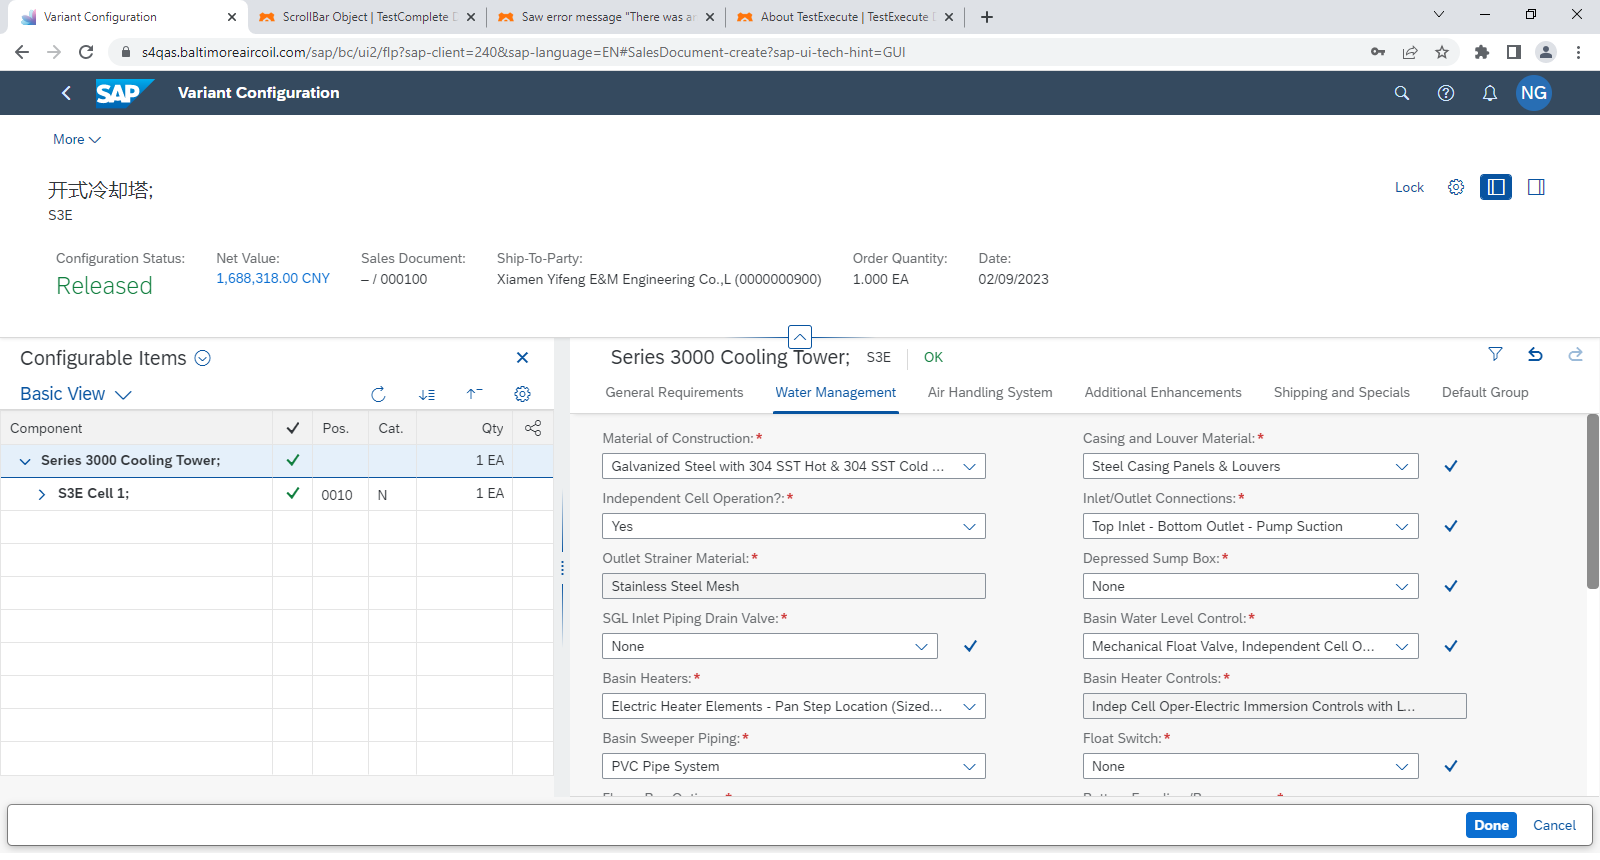 Variant Configuration
ScrollBar Object | TestComplete D
Saw error message "There was ar
About TestExecute | TestExecute D
s4qas.baltimoreaircoil.com/sap/bc/ui2/flp?sap-client=240&sap-language=EN#SalesDocument-create?sap-ui-tech-hint=GUI
SAP Variant Configuration NG
More
开式冷却塔;
S3E
Lock
Configuration Status: Net Value: Sales Document: Ship-To-Party: Order Quantity: Date:
Released 1,688,318.00 CNY – / 000100 Xiamen Yifeng E&M Engineering Co.,L (0000000900) 1.000 EA 02/09/2023
Configurable Items
Basic View
Component Pos. Cat. Qty
Series 3000 Cooling Tower; 1 EA
S3E Cell 1; 0010 N 1 EA
Series 3000 Cooling Tower; S3E OK
General Requirements Water Management Air Handling System Additional Enhancements Shipping and Specials Default Group
Material of Construction:* Casing and Louver Material:*
Galvanized Steel with 304 SST Hot & 304 SST Cold ... Steel Casing Panels & Louvers
Independent Cell Operation?:* Inlet/Outlet Connections:*
Yes Top Inlet - Bottom Outlet - Pump Suction
Outlet Strainer Material:* Depressed Sump Box:*
Stainless Steel Mesh None
SGL Inlet Piping Drain Valve:* Basin Water Level Control:*
None Mechanical Float Valve, Independent Cell O...
Basin Heaters:* Basin Heater Controls:*
Electric Heater Elements - Pan Step Location (Sized... Indep Cell Oper-Electric Immersion Controls with L...
Basin Sweeper Piping:* Float Switch:*
PVC Pipe System None
Done Cancel